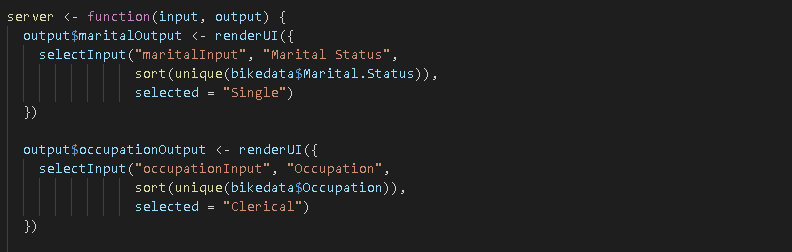 server <- function(input, output) {
  output$maritalOutput <- renderUI({
    selectInput("maritalInput", "Marital Status",
                sort(unique(bikedata$Marital.Status)),
                selected = "Single")
  })

  output$occupationOutput <- renderUI({
    selectInput("occupationInput", "Occupation",
                sort(unique(bikedata$Occupation)),
                selected = "Clerical")
  })